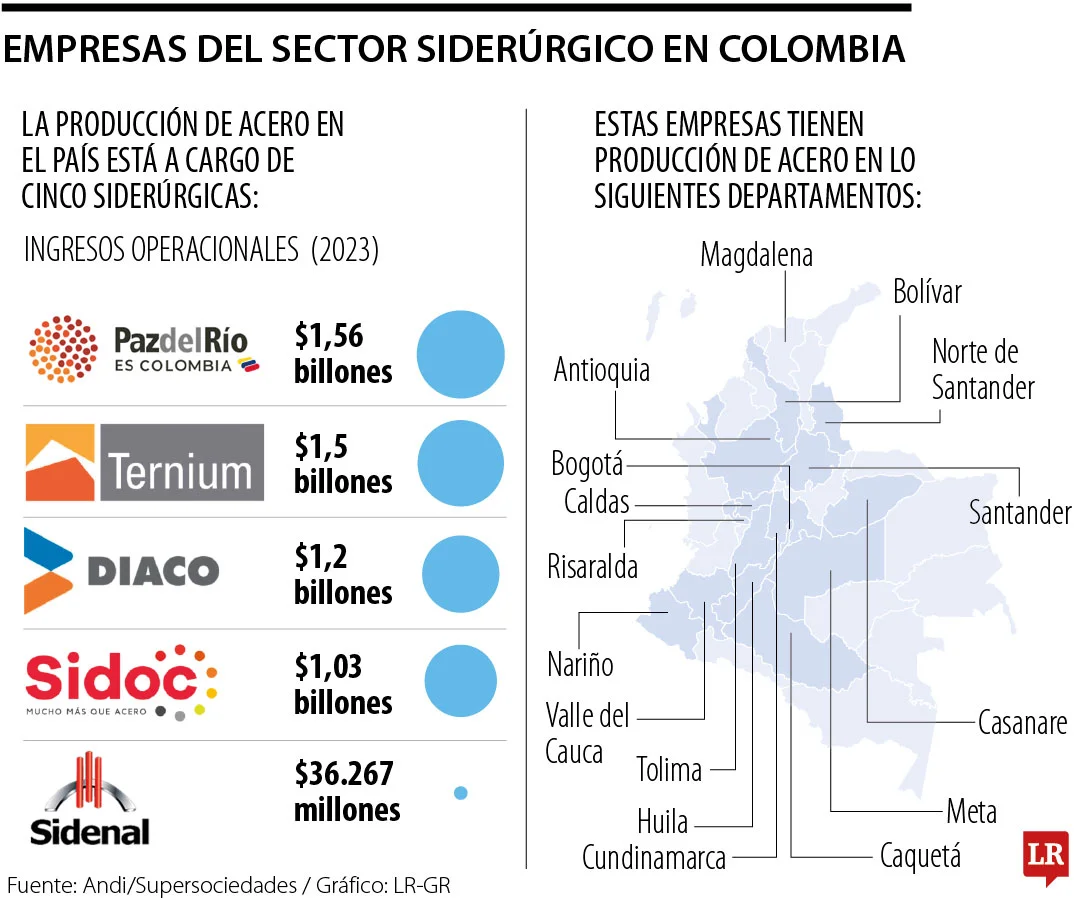 EMPRESAS DEL SECTOR SIDERÚRGICO EN COLOMBIA
LA PRODUCCIÓN DE ACERO EN
EL PAÍS ESTÁ A CARGO DE
CINCO SIDERÚRGICAS:
INGRESOS OPERACIONALES (2023)
PazdelRío
ES COLOMBIA
$1,56
billones
Ternium
$1,5
billones
DIACO
$1,2
billones
Sidoc
MUCHO MÁS QUE ACERO
$1,03
billones
Sidenal
$36.267
millones
ESTAS EMPRESAS TIENEN
PRODUCCIÓN DE ACERO EN LO
SIGUIENTES DEPARTAMENTOS:
Magdalena
Bolívar
Norte de
Santander
Antioquia
Bogotá
Caldas
Santander
Risaralda
Nariño
Valle del
Cauca
Casanare
Tolima
Meta
Huila
Cundinamarca
Caquetá
LR
Fuente: Andi/Supersociedades / Gráfico: LR-GR